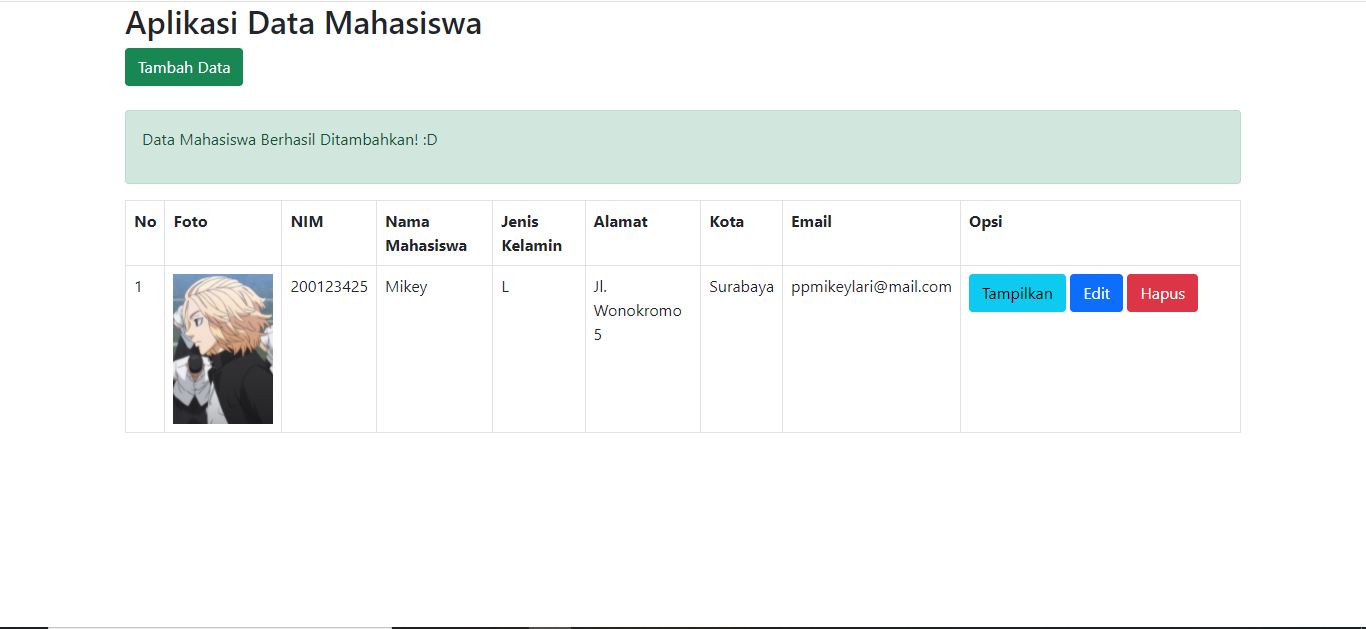 Aplikasi Data Mahasiswa
Tambah Data
Data Mahasiswa Berhasil Ditambahkan! :D
No Foto NIM Nama Mahasiswa Jenis Kelamin Alamat Kota Email Opsi
1 200123425 Mikey L Jl. Wonokromo 5 Surabaya ppmikeylari@mail.com Tampilkan Edit Hapus